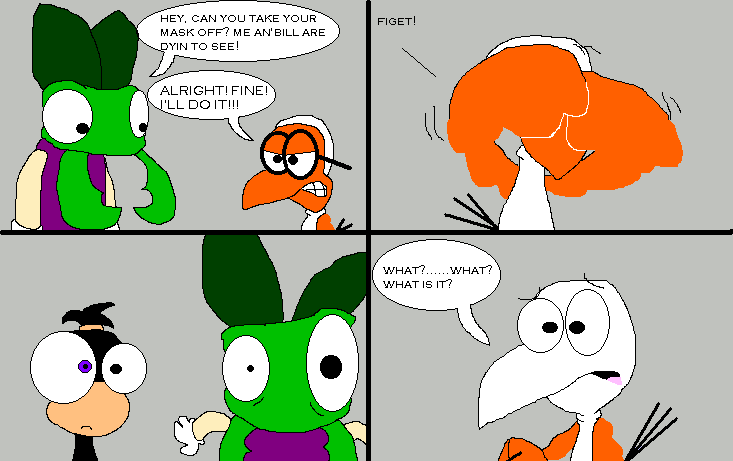 HEY, CAN YOU TAKE YOUR
MASK OFF? ME AN'BILL ARE
DYIN TO SEE!
ALRIGHT! FINE!
I'LL DO IT!!!
FIGET!
WHAT?......WHAT?
WHAT IS IT?